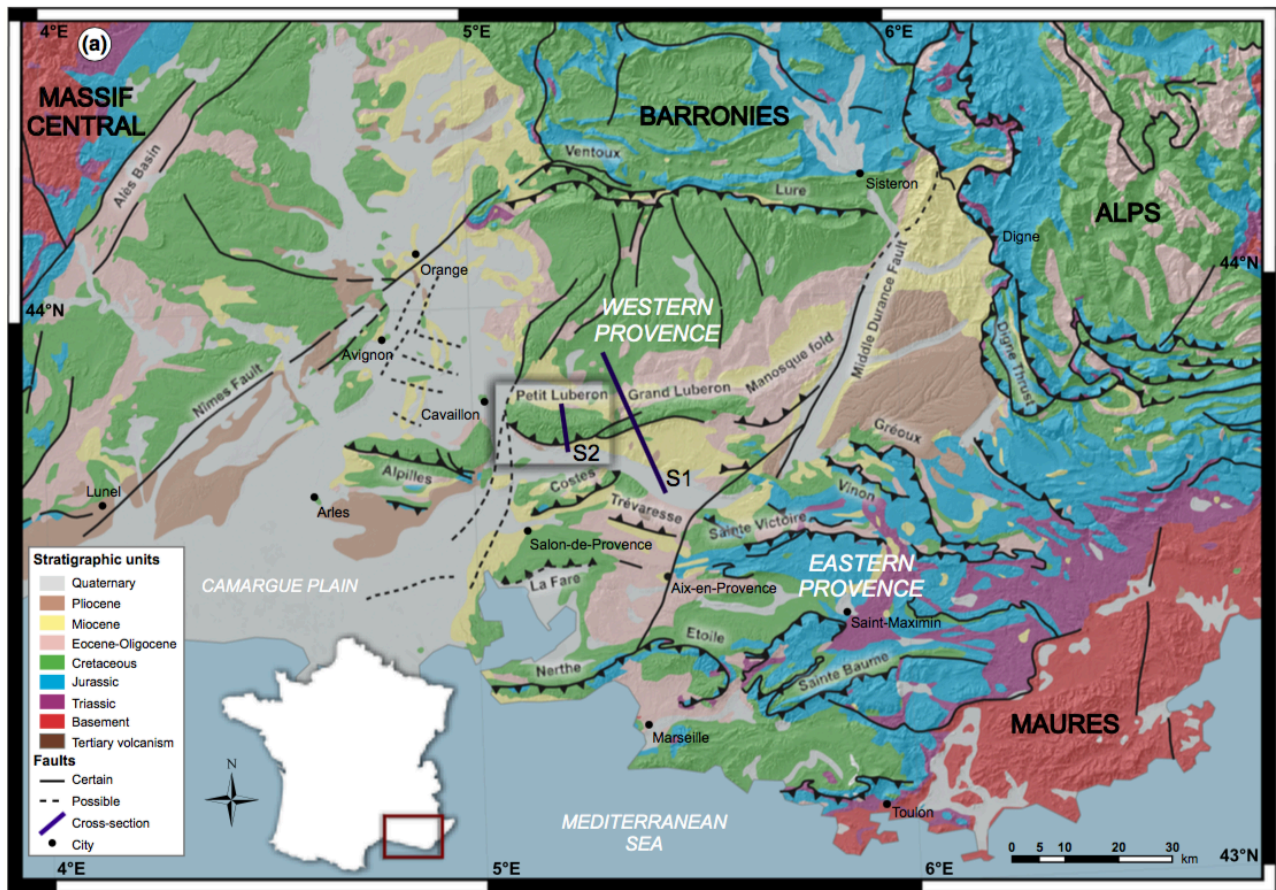 4°E
(a)
5°E
6°E
MASSIF
CENTRAL
BARRONIES
Alès Basin
Ventoux
Lure
Sisteron
ALPS
Digne
Orange
44°N
44°N
WESTERN
PROVENCE
Middle Durance Fault
Avignon
Nîmes Fault
Manosque fold
Digne Thrust
Petit Luberon
Grand Luberon
Cavaillon
Gréoux
S2
Alpilles
Costes
S1
Vinon
Lunel
Arles
Trévaresse
Sainte Victoire
Salon-de-Provence
EASTERN
PROVENCE
La Fare
Aix-en-Provence
CAMARGUE PLAIN
Saint-Maximin
Etoile
Nerthe
Sainte Baume
MAURES
Marseille
Toulon
MEDITERRANEAN
SEA
Stratigraphic units
Quaternary
Pliocene
Miocene
Eocene-Oligocene
Cretaceous
Jurassic
Triassic
Basement
Tertiary volcanism
Faults
Certain
Possible
Cross-section
City
N
0 5 10 20 30
km
43°N
4°E
5°E
6°E